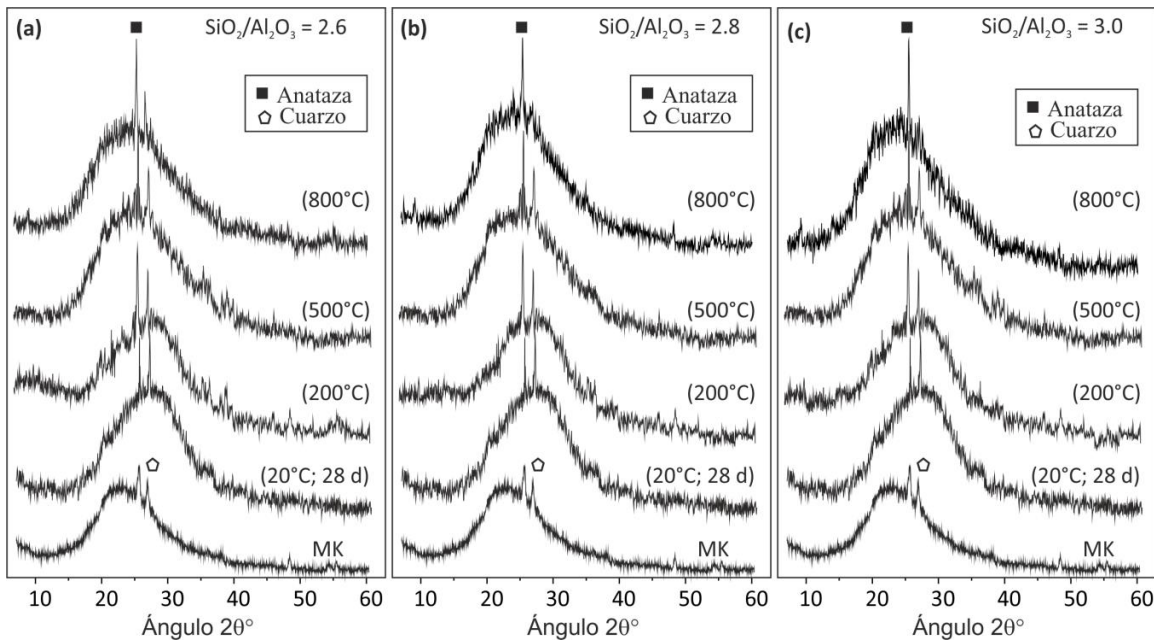 (a) SiO₂/Al₂O₃ = 2.6
Anataza
Cuarzo
(800°C)
(500°C)
(200°C)
(20°C; 28 d)
MK
10 20 30 40 50 60
Ángulo 2θ°
(b) SiO₂/Al₂O₃ = 2.8
Anataza
Cuarzo
(800°C)
(500°C)
(200°C)
(20°C; 28 d)
MK
10 20 30 40 50 60
Ángulo 2θ°
(c) SiO₂/Al₂O₃ = 3.0
Anataza
Cuarzo
(800°C)
(500°C)
(200°C)
(20°C; 28 d)
MK
10 20 30 40 50 60
Ángulo 2θ°